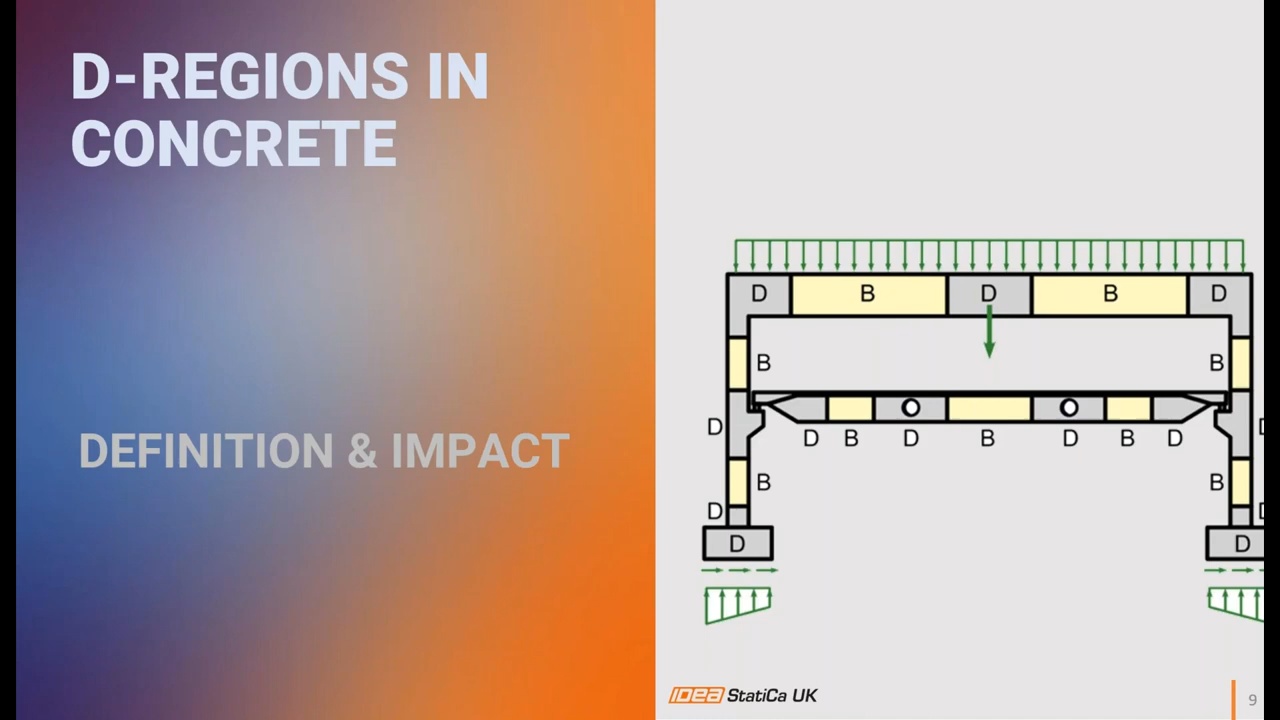 D-REGIONS IN
CONCRETE
DEFINITION & IMPACT
D B D B D
B B
D
D B D B D B D
B B
D
D D
IDEA StatiCa UK
9